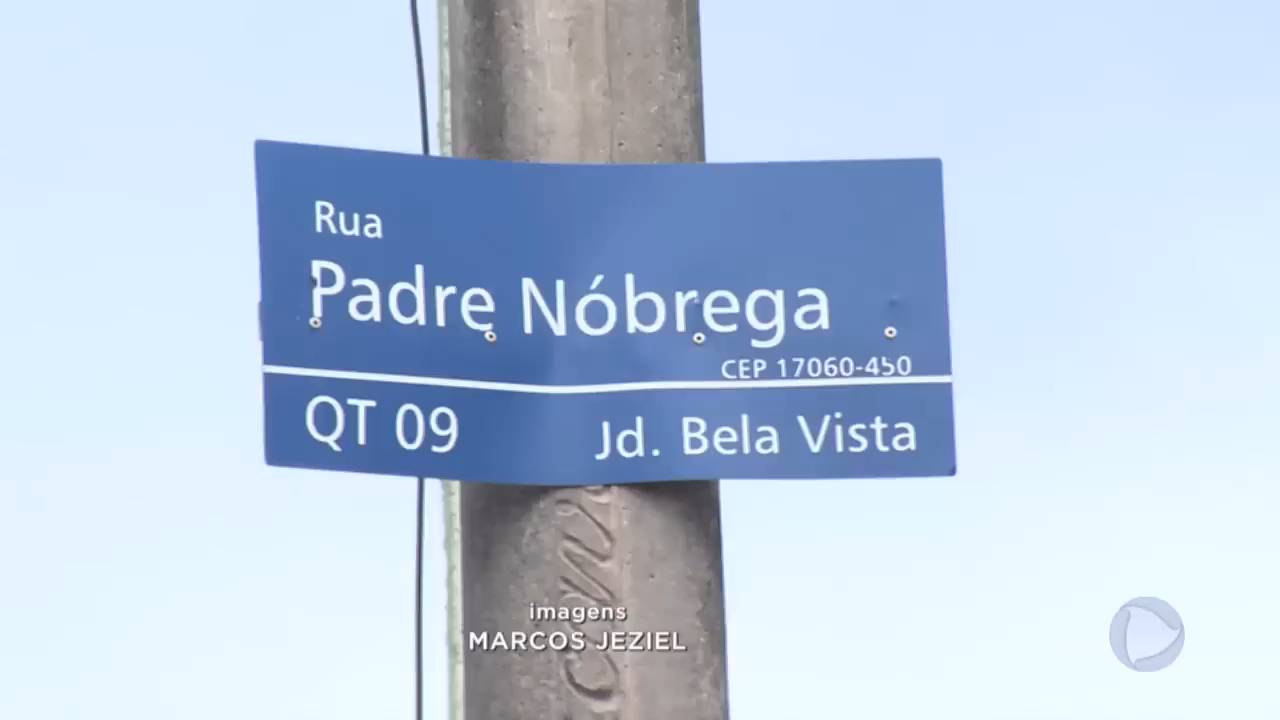 Rua
Padre Nóbrega
CEP 17060-450
QT 09 Jd. Bela Vista
imagens
MARCOS JEZIEL